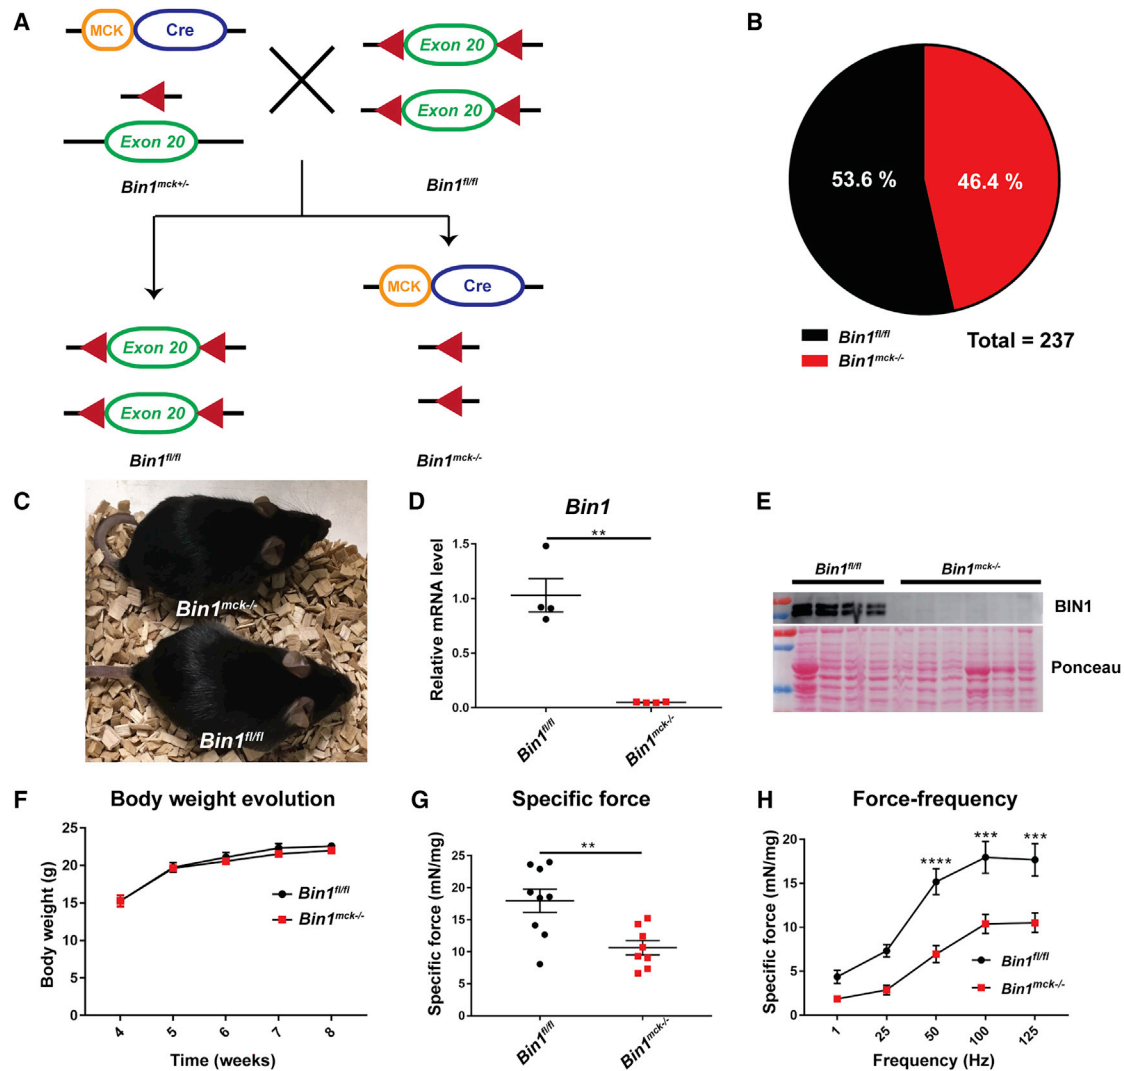 A
MCK Cre
Exon 20
Exon 20
Exon 20
Bin1mck+/-
Bin1fl/fl
MCK Cre
Exon 20
Exon 20
Bin1fl/fl
Bin1mck-/-
B
53.6 %
46.4 %
Bin1fl/fl
Bin1mck-/-
Total = 237
C
Bin1mck-/-
Bin1fl/fl
D
Bin1
**
Relative mRNA level
1.5
1.0
0.5
0.0
Bin1fl/fl
Bin1mck-/-
E
Bin1fl/fl
Bin1mck-/-
BIN1
Ponceau
F
Body weight evolution
Body weight (g)
25
20
15
10
5
0
Bin1fl/fl
Bin1mck-/-
4 5 6 7 8
Time (weeks)
G
Specific force
**
Specific force (mN/mg)
25
20
15
10
5
0
Bin1fl/fl
Bin1mck-/-
H
Force-frequency
Specific force (mN/mg)
20
15
10
5
0
**** *** ***
Bin1fl/fl
Bin1mck-/-
1 25 50 100 125
Frequency (Hz)